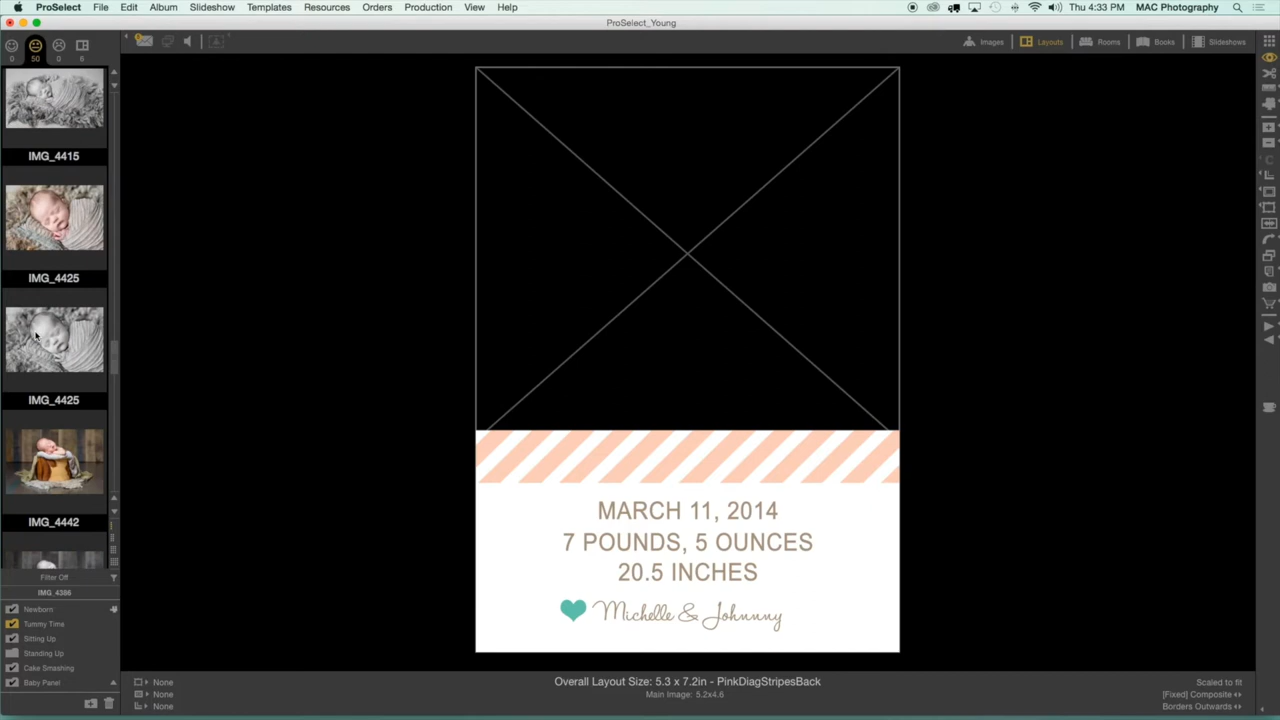 ProSelect File Edit Album Slideshow Templates Resources Orders Production View Help Thu 4:33 PM MAC Photography
ProSelect_Young
0 50 0 6
Images Layouts Rooms Books Slideshows
IMG_4415
IMG_4425
IMG_4425
IMG_4442
Filter Off
IMG_4386
Newborn
Tummy Time
Sitting Up
Standing Up
Cake Smashing
Baby Panel
MARCH 11, 2014
7 POUNDS, 5 OUNCES
20.5 INCHES
Michelle & Johnny
None
None
None
Overall Layout Size: 5.3 x 7.2in - PinkDiagStripesBack
Main Image: 5.2x4.6
Scaled to fit
[Fixed] Composite
Borders Outwards